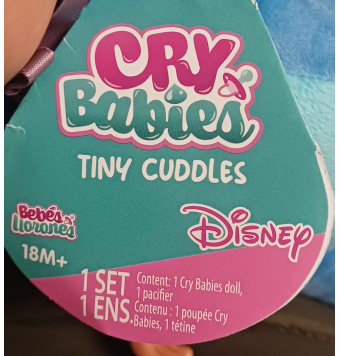 CRY
Babies
TINY CUDDLES
Bebés
llorones
Disney
18M+
1 SET Content: 1 Cry Babies doll,
1 pacifier
1 ENS. Contenu : 1 poupée Cry
Babies, 1 tétine